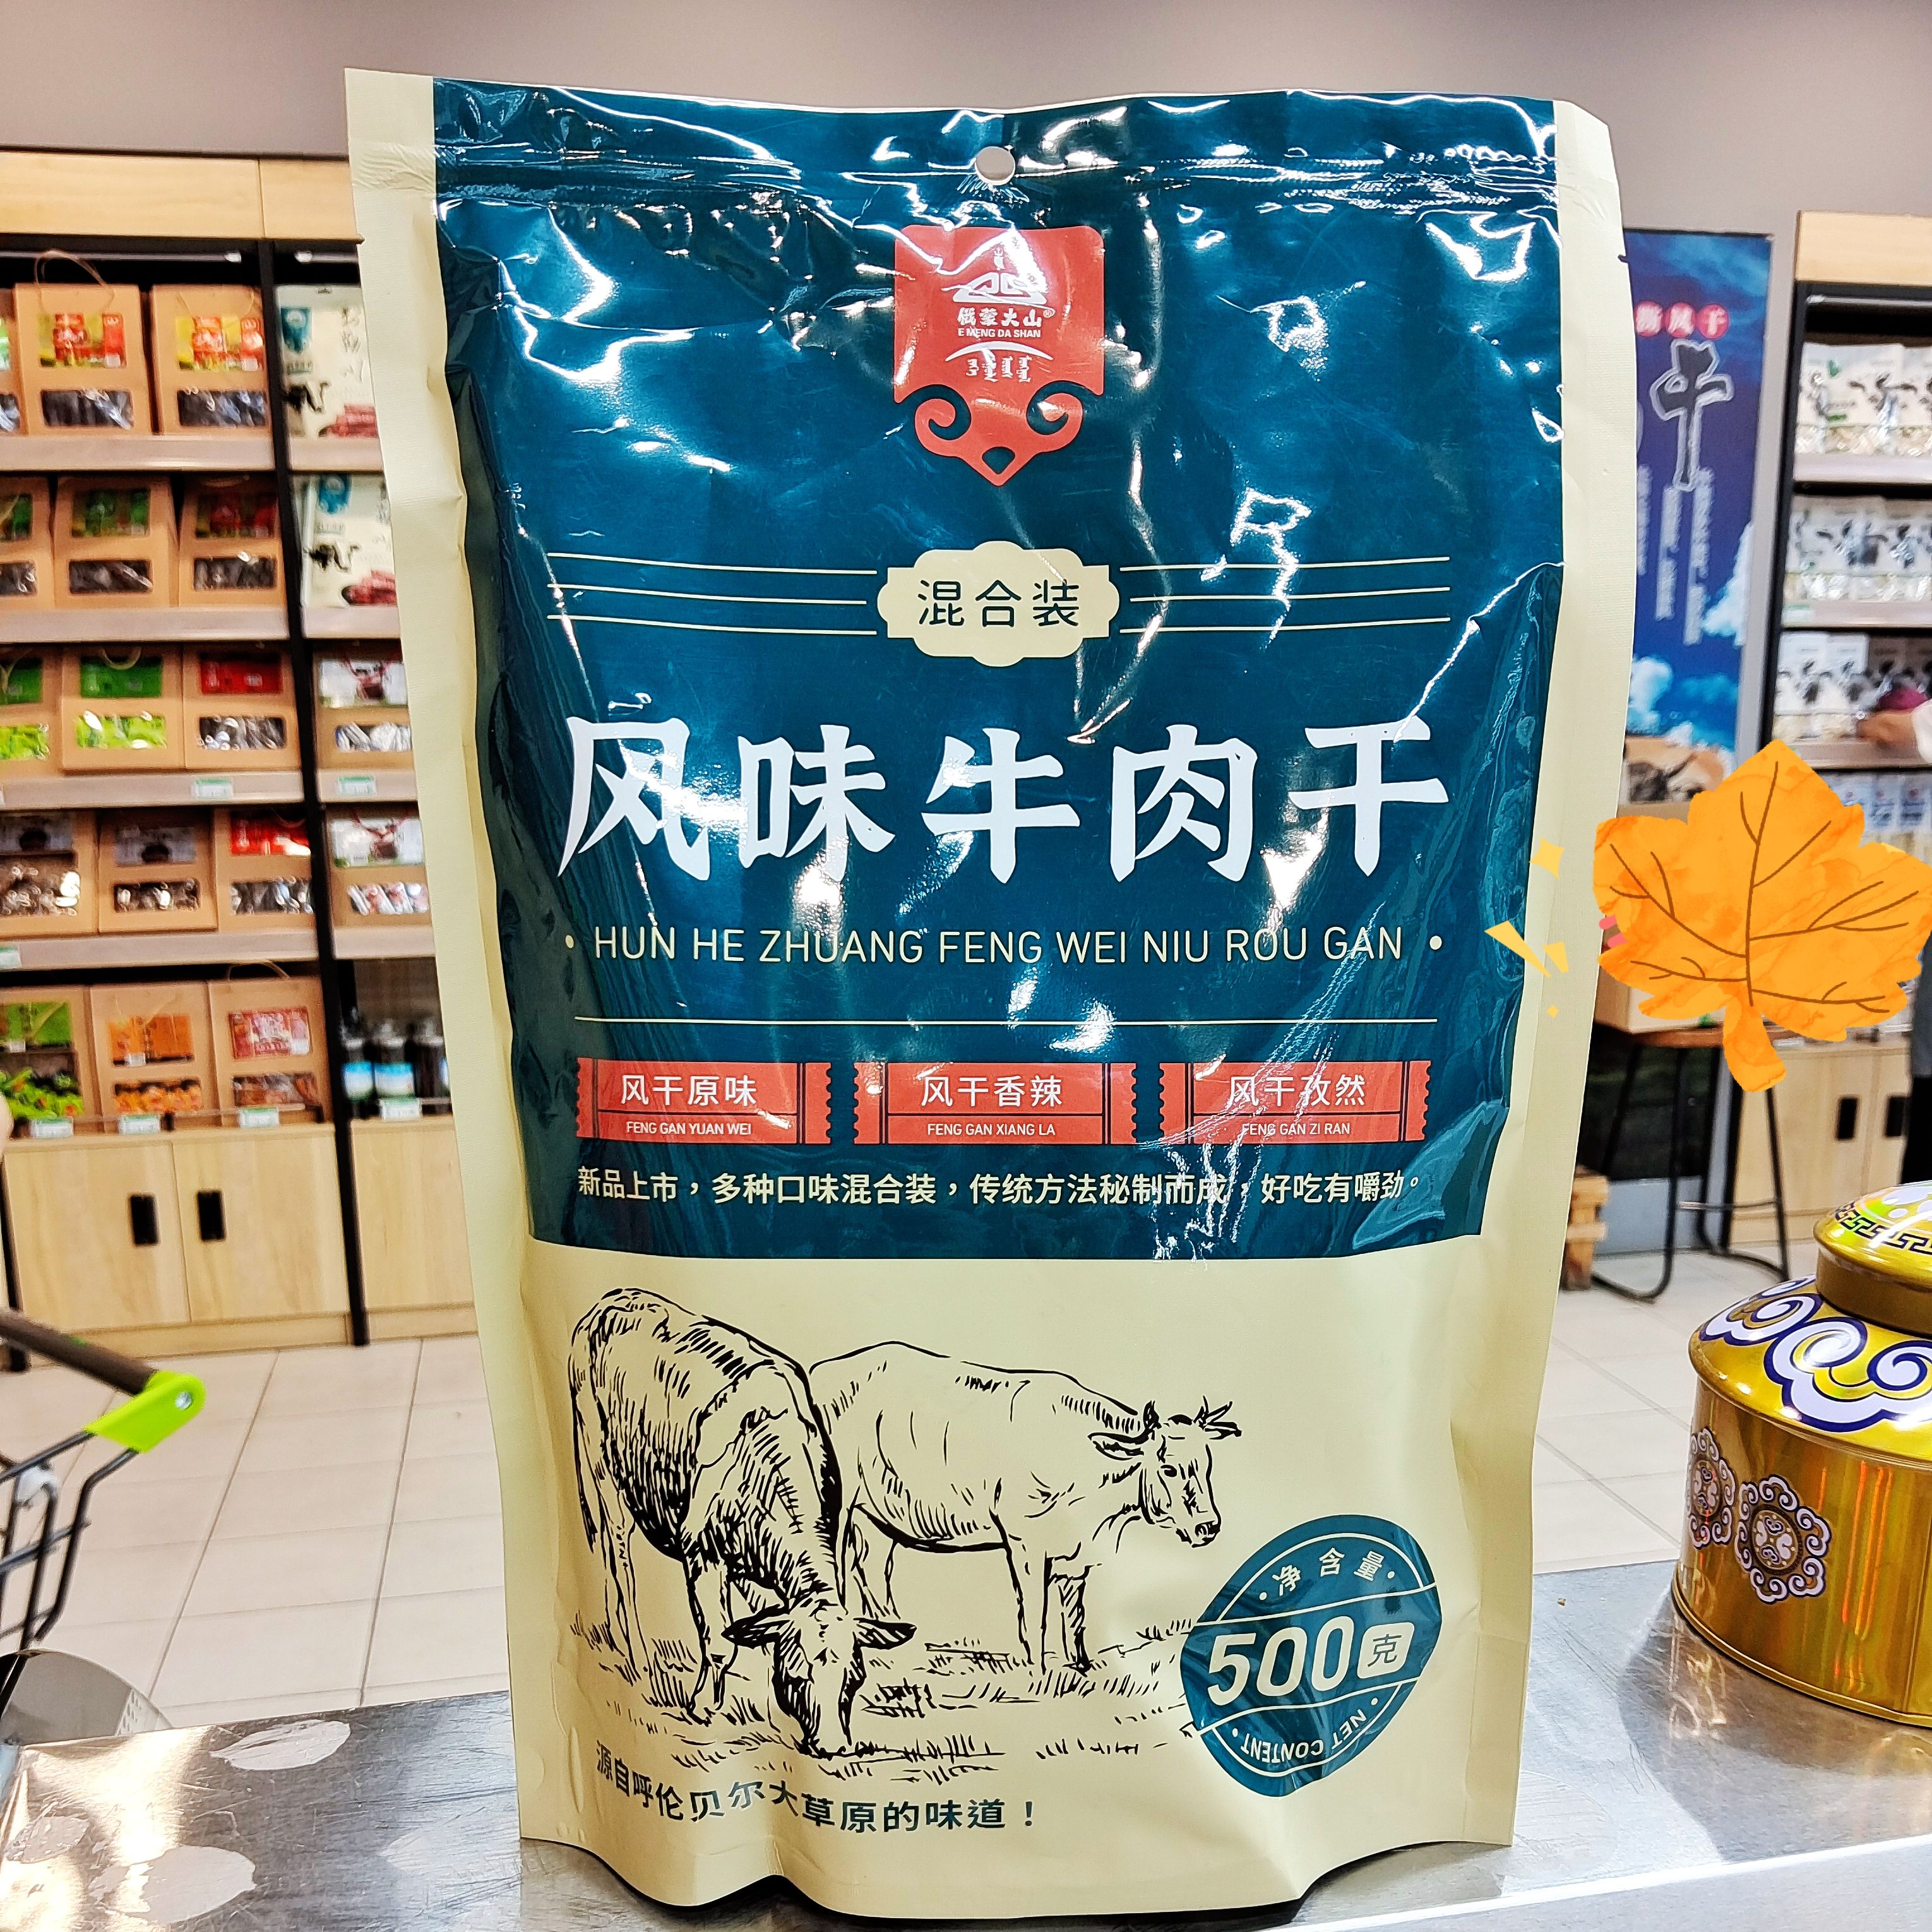 俄蒙大山®
E MENG DA SHAN
混合装
风味牛肉干
· HUN HE ZHUANG FENG WEI NIU ROU GAN ·
风干原味 风干香辣 风干孜然
FENG GAN YUAN WEI FENG GAN XIANG LA FENG GAN ZI RAN
新品上市，多种口味混合装，传统方法秘制而成，好吃有嚼劲。
·净含量·
500克
·NET CONTENT·
源自呼伦贝尔大草原的味道！
风干
牛